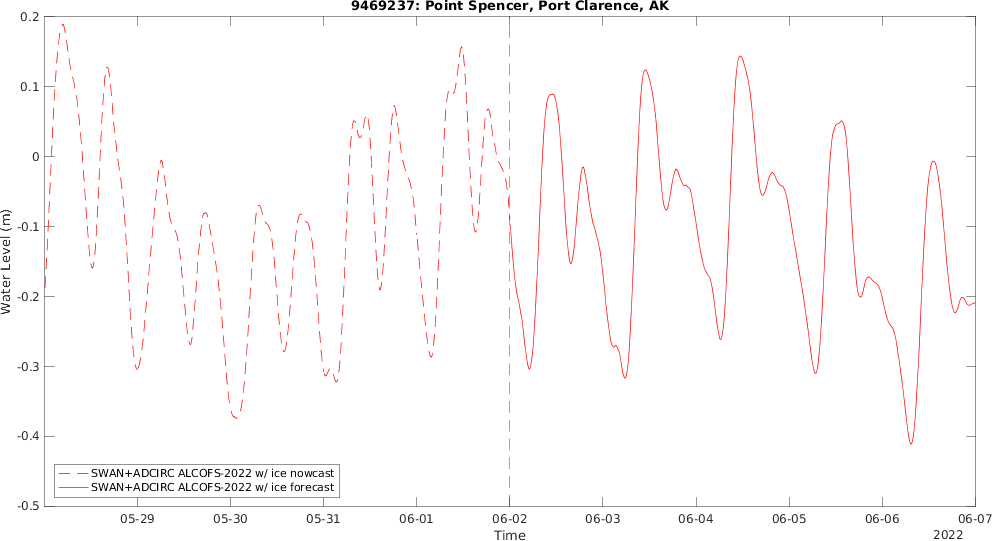 9469237: Point Spencer, Port Clarence, AK
0.2
0.1
0
-0.1
-0.2
-0.3
-0.4
-0.5
Water Level (m)
SWAN+ADCIRC ALCOFS-2022 w/ ice nowcast
SWAN+ADCIRC ALCOFS-2022 w/ ice forecast
05-29 05-30 05-31 06-01 06-02 06-03 06-04 06-05 06-06 06-07
Time
2022